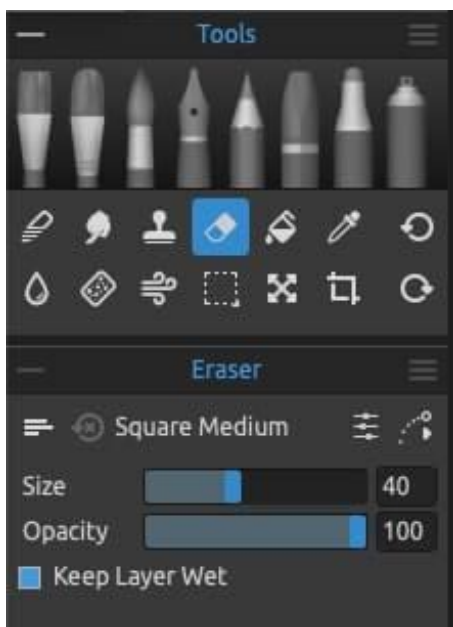 Tools
Eraser
Square Medium
Size 40
Opacity 100
Keep Layer Wet